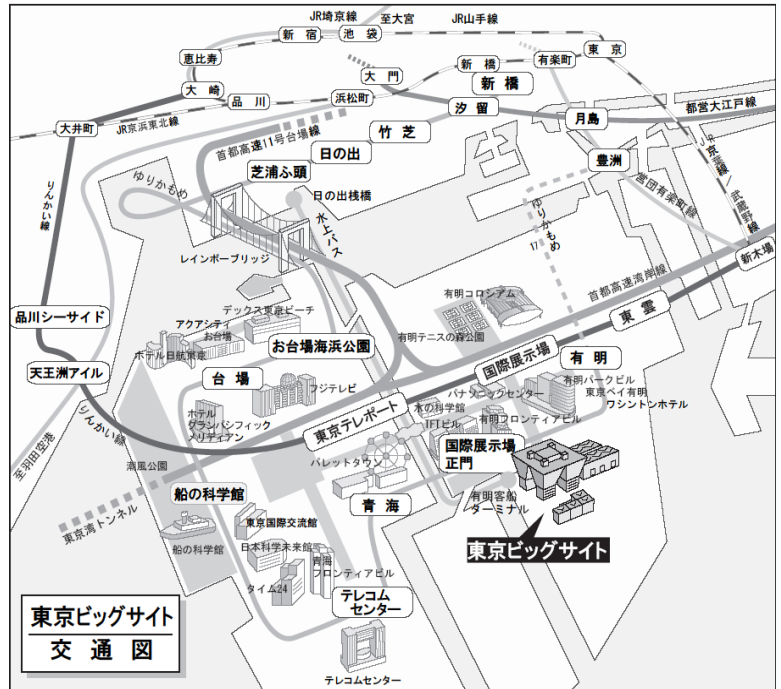 JR埼京線
至大宮
JR山手線
新宿
池袋
恵比寿
大門
新橋
有楽町
東京
新橋
大崎
品川
浜松町
汐留
都営大江戸線
大井町
JR京浜東北線
首都高速11号台場線
竹芝
月島
日の出
豊洲
JR京葉線／武蔵野線
芝浦ふ頭
営団有楽町線
ゆりかもめ
日の出桟橋
水上バス
ゆりかもめ
りんかい線
レインボーブリッジ
新木場
首都高速湾岸線
有明コロシアム
デックス東京ビーチ
東雲
品川シーサイド
アクアシティ
お台場
有明テニスの森公園
お台場海浜公園
ホテル日航東京
国際展示場
有明
天王洲アイル
台場
フジテレビ
パナソニックセンター
有明パークビル
東京ベイ有明
ワシントンホテル
りんかい線
ホテル
グランパシフィック
メリディアン
東京テレポート
水の科学館
TFTビル
有明フロンティアビル
至羽田空港
潮風公園
パレットタウン
国際展示場
正門
東京湾トンネル
船の科学館
青海
有明客船
ターミナル
船の科学館
東京国際交流館
日本科学未来館
青海
フロンティアビル
タイム24
東京ビッグサイト
テレコム
センター
テレコムセンター
東京ビッグサイト
交通図